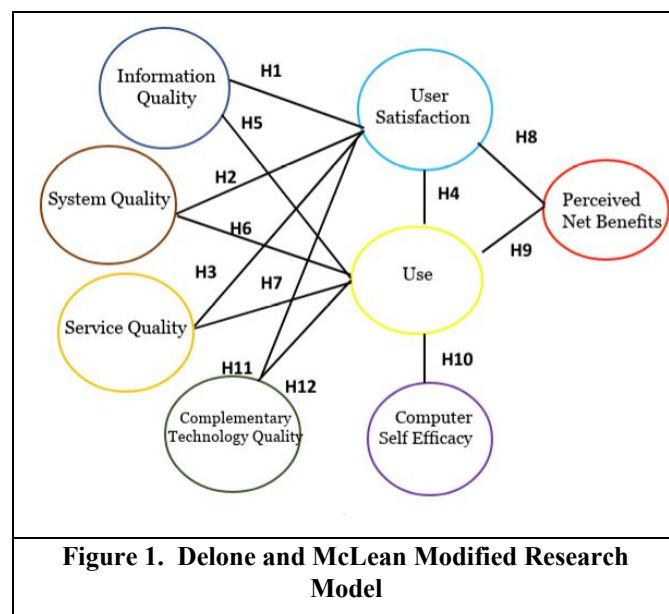 Information
Quality
H1
H5
User
Satisfaction
H8
System Quality
H2
H6
H4
Perceived
Net Benefits
H9
Service Quality
H3
H7
Use
H11
H12
H10
Complementary
Technology Quality
Computer
Self Efficacy
Figure 1. Delone and McLean Modified Research
Model